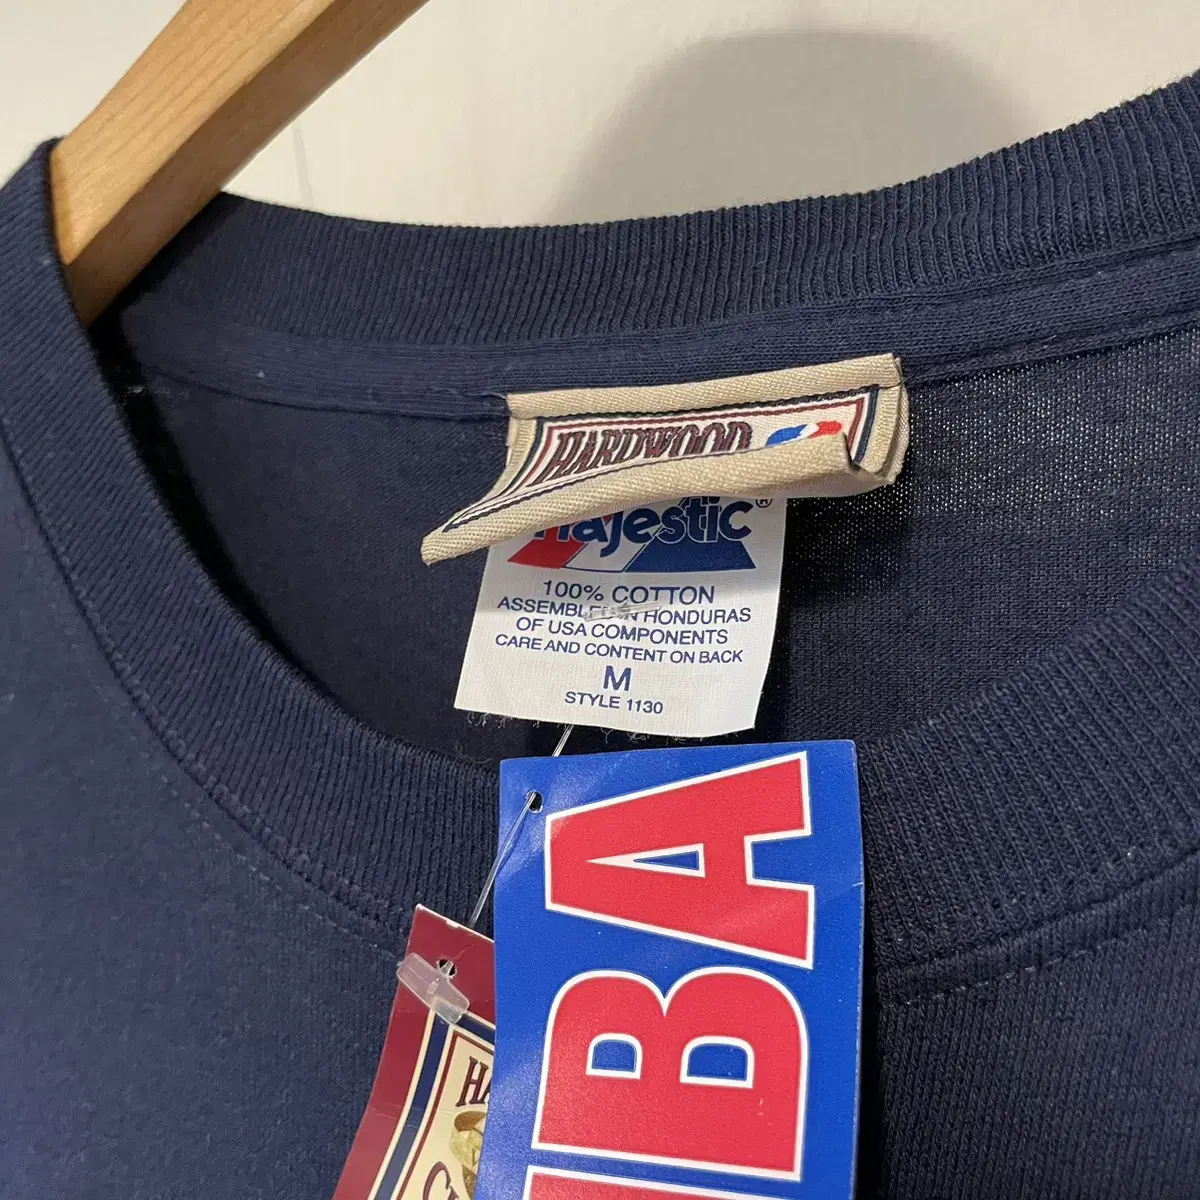 HARDWOOD
majestic®
100% COTTON
ASSEMBLED IN HONDURAS
OF USA COMPONENTS
CARE AND CONTENT ON BACK
M
STYLE 1130
BA